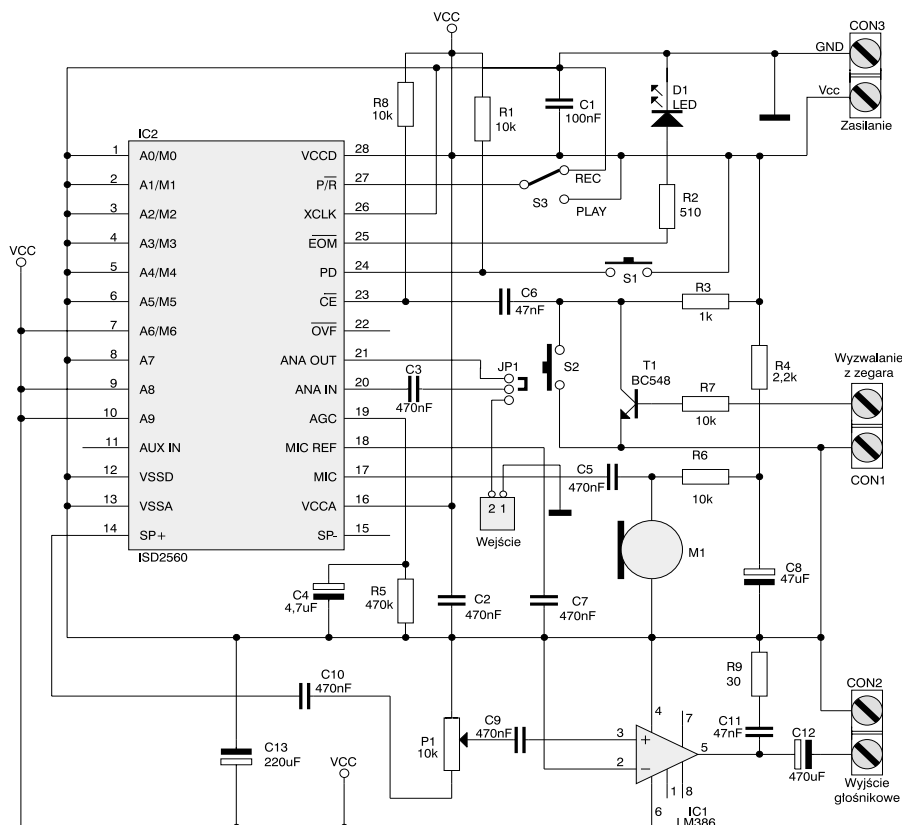 VCC
CON3
GND
Vcc
Zasilanie
R8
10k
R1
10k
C1
100nF
D1
LED
IC2
1 A0/M0 VCCD 28
2 A1/M1 P/R 27
3 A2/M2 XCLK 26
4 A3/M3 EOM 25
5 A4/M4 PD 24
6 A5/M5 CE 23
7 A6/M6 OVF 22
8 A7 ANA OUT 21
9 A8 ANA IN 20
10 A9 AGC 19
11 AUX IN MIC REF 18
12 VSSD MIC 17
13 VSSA VCCA 16
14 SP+ SP- 15
ISD2560
VCC
REC
S3
PLAY
R2
510
S1
C6
47nF
R3
1k
C3
470nF
JP1
S2
T1
BC548
R4
2,2k
R7
10k
Wyzwalanie
z zegara
CON1
C5
470nF
R6
10k
2 1
Wejście
M1
C4
4,7uF
R5
470k
C2
470nF
C7
470nF
C8
47uF
C10
470nF
R9
30
CON2
C13
220uF
VCC
P1
10k
C9
470nF
3
2
+
-
4
7
5
6
1
8
IC1
LM386
C11
47nF
C12
470uF
Wyjście
głośnikowe